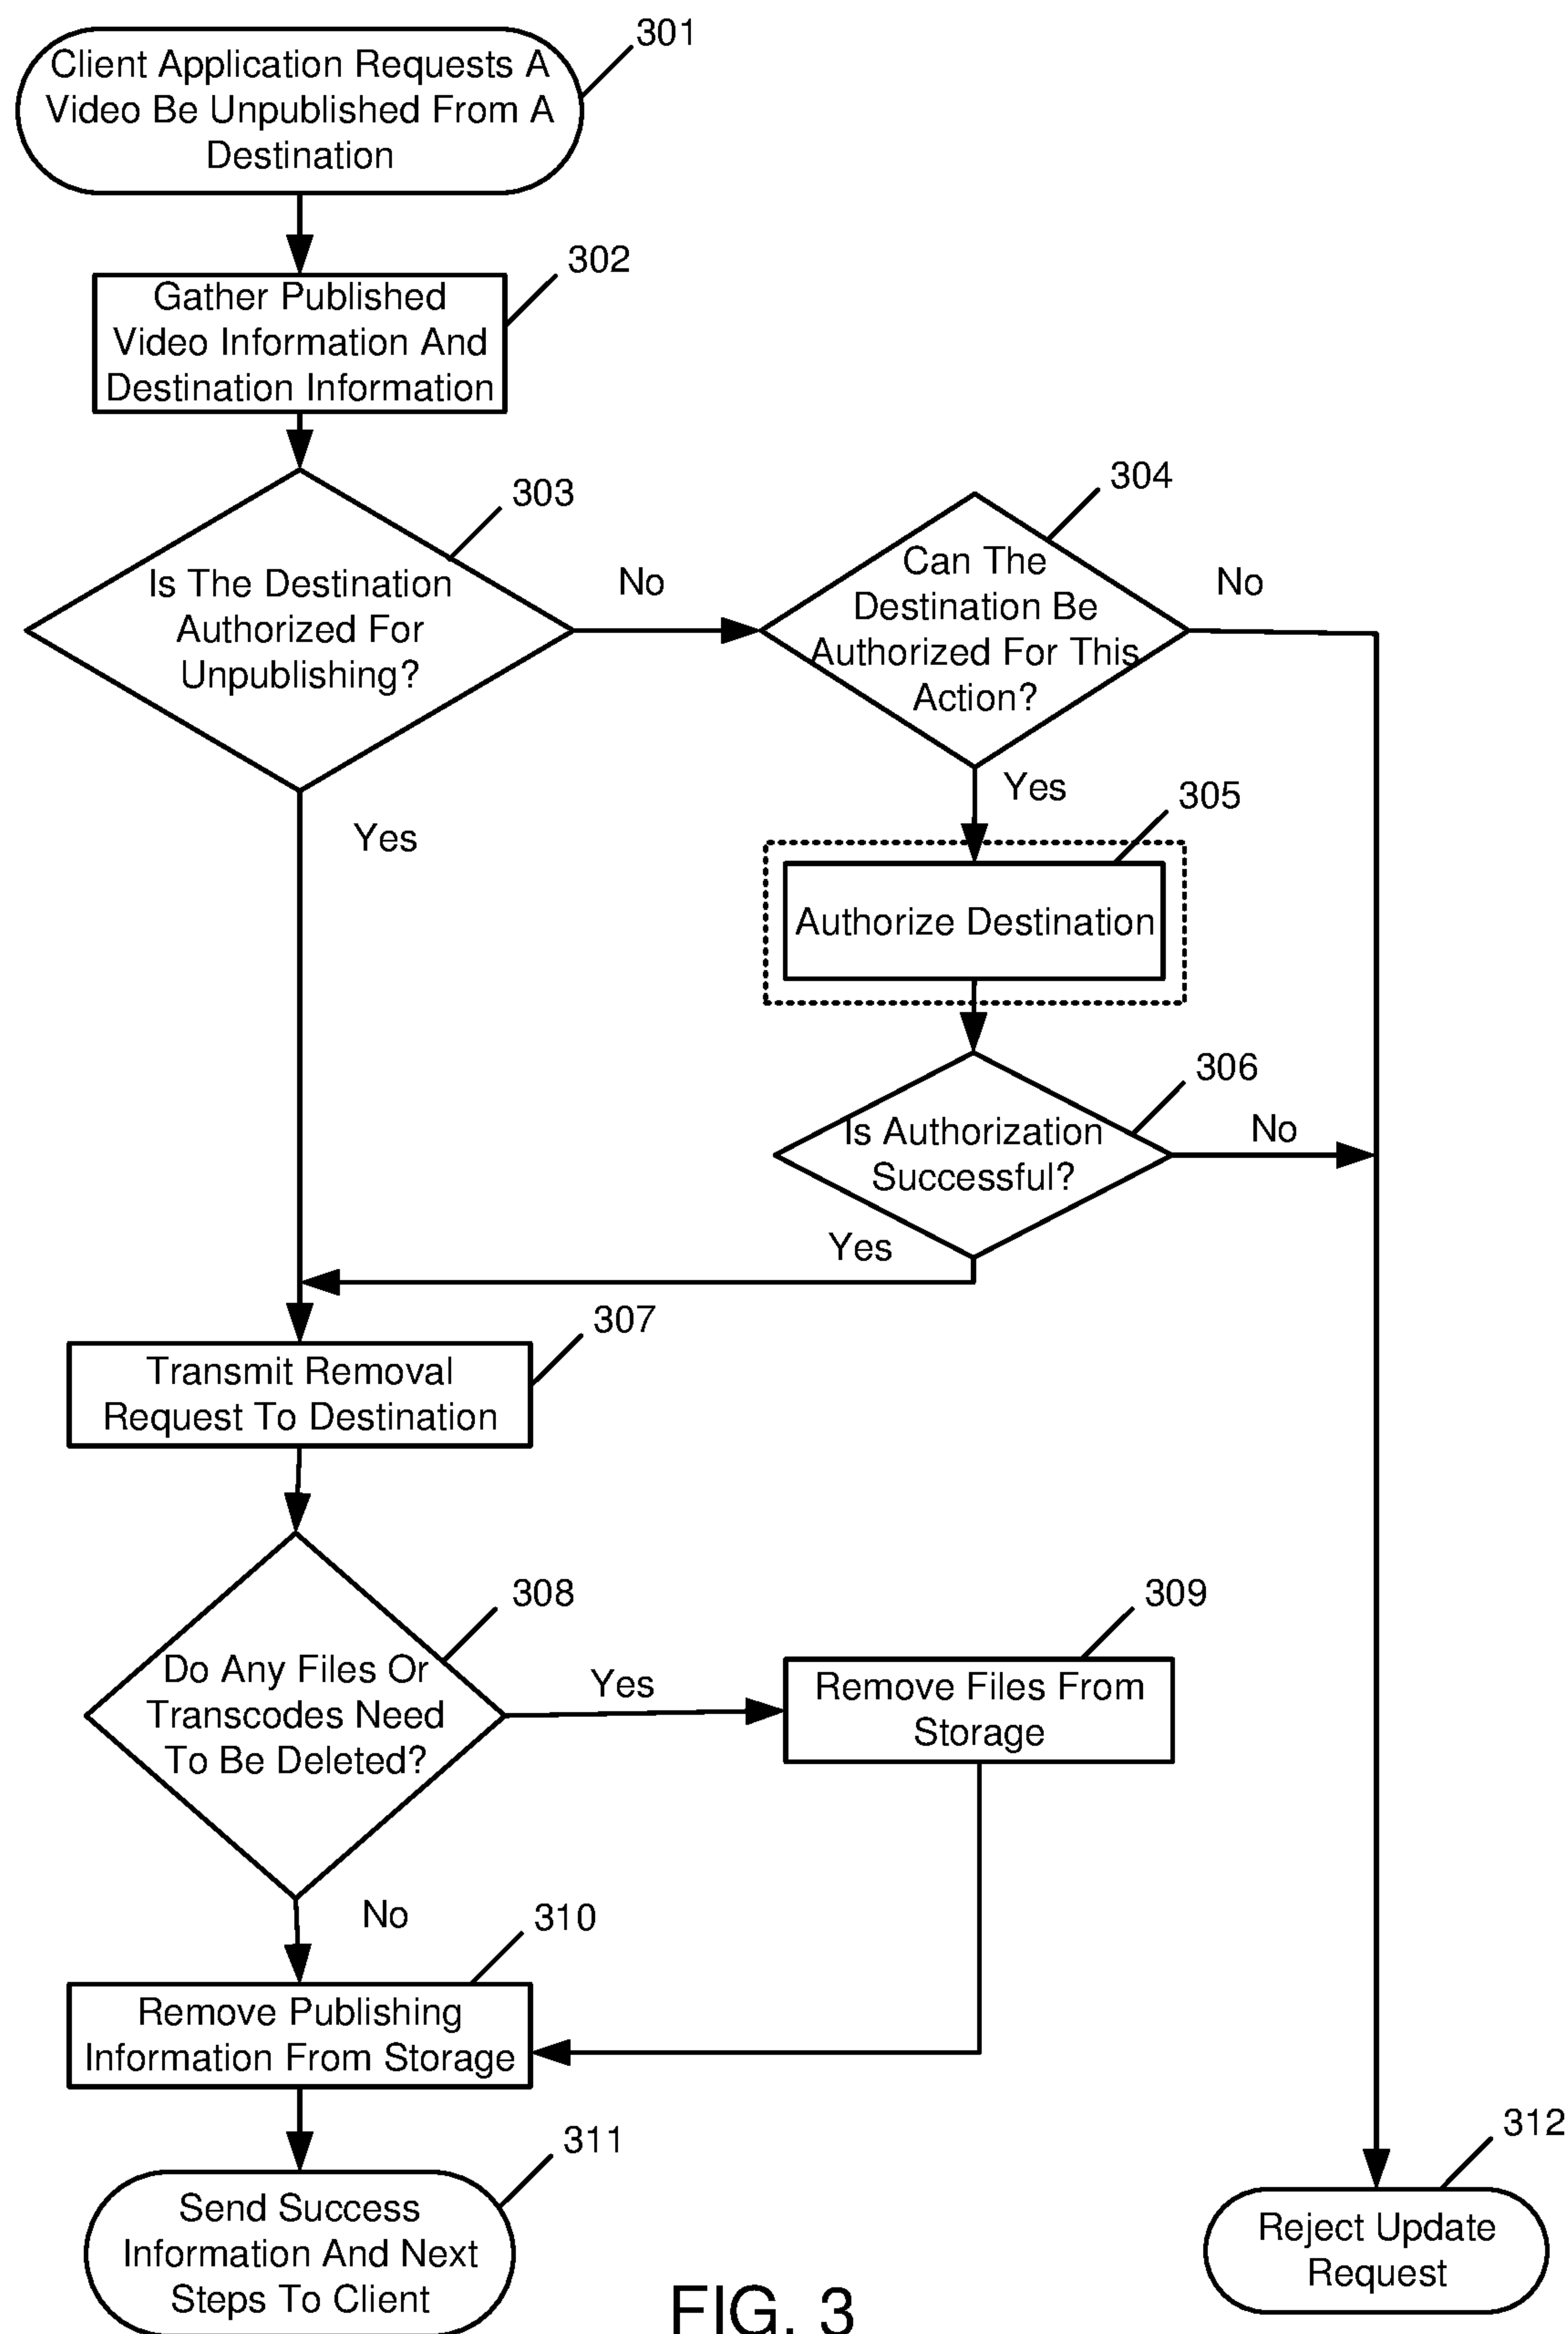 301
Client Application Requests A
Video Be Unpublished From A
Destination
302
Gather Published
Video Information And
Destination Information
303
Is The Destination
Authorized For
Unpublishing?
No
Yes
304
Can The
Destination Be
Authorized For This
Action?
No
Yes
305
Authorize Destination
306
Is Authorization
Successful?
No
Yes
307
Transmit Removal
Request To Destination
308
Do Any Files Or
Transcodes Need
To Be Deleted?
Yes
No
309
Remove Files From
Storage
310
Remove Publishing
Information From Storage
311
Send Success
Information And Next
Steps To Client
312
Reject Update
Request
FIG. 3